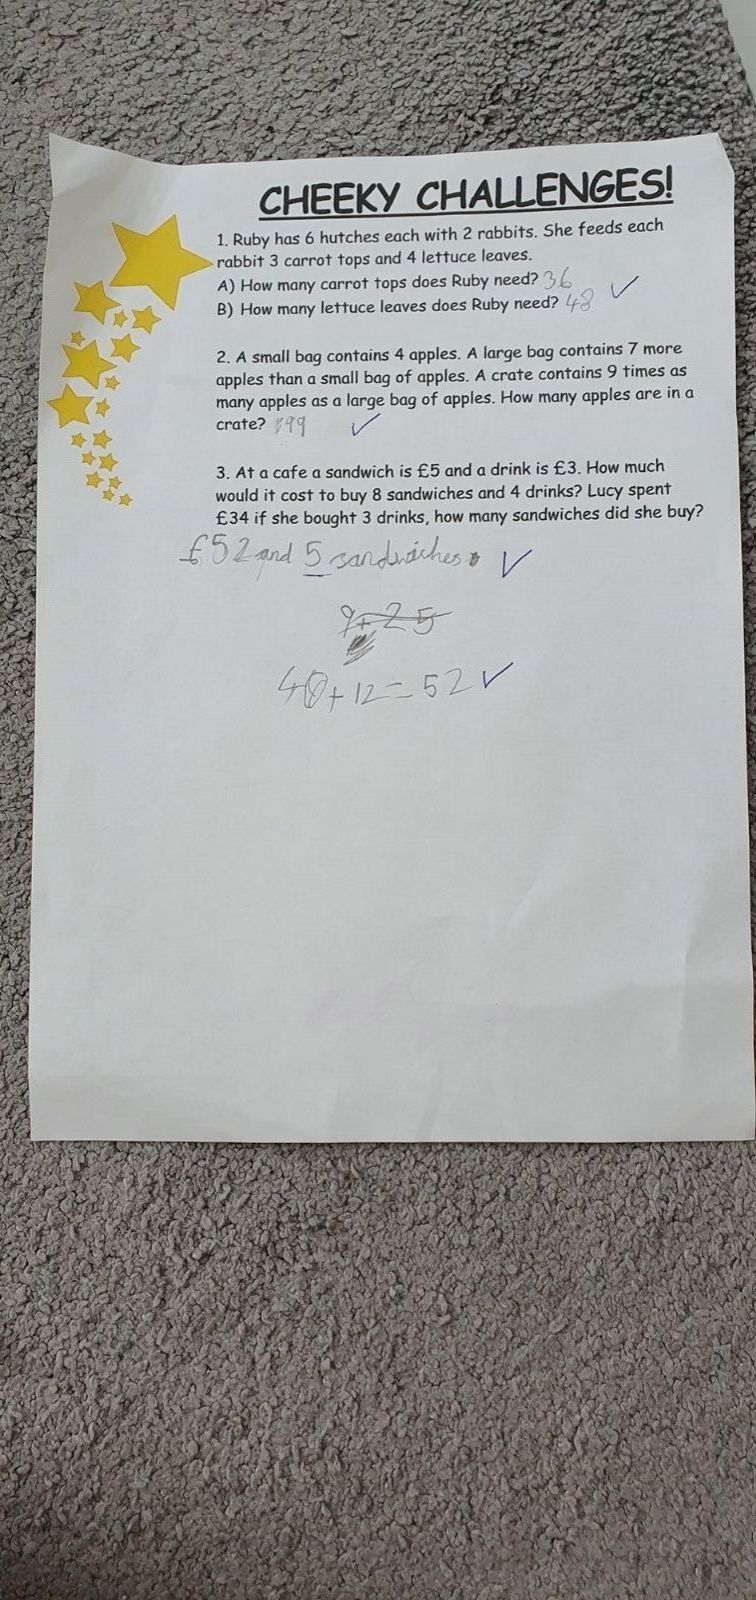 CHEEKY CHALLENGES!
1. Ruby has 6 hutches each with 2 rabbits. She feeds each
rabbit 3 carrot tops and 4 lettuce leaves.
A) How many carrot tops does Ruby need? 36
B) How many lettuce leaves does Ruby need? 48
2. A small bag contains 4 apples. A large bag contains 7 more
apples than a small bag of apples. A crate contains 9 times as
many apples as a large bag of apples. How many apples are in a
crate? 99
3. At a cafe a sandwich is £5 and a drink is £3. How much
would it cost to buy 8 sandwiches and 4 drinks? Lucy spent
£34 if she bought 3 drinks, how many sandwiches did she buy?
£52 and 5 sandwiches.
9+25
40+12=52